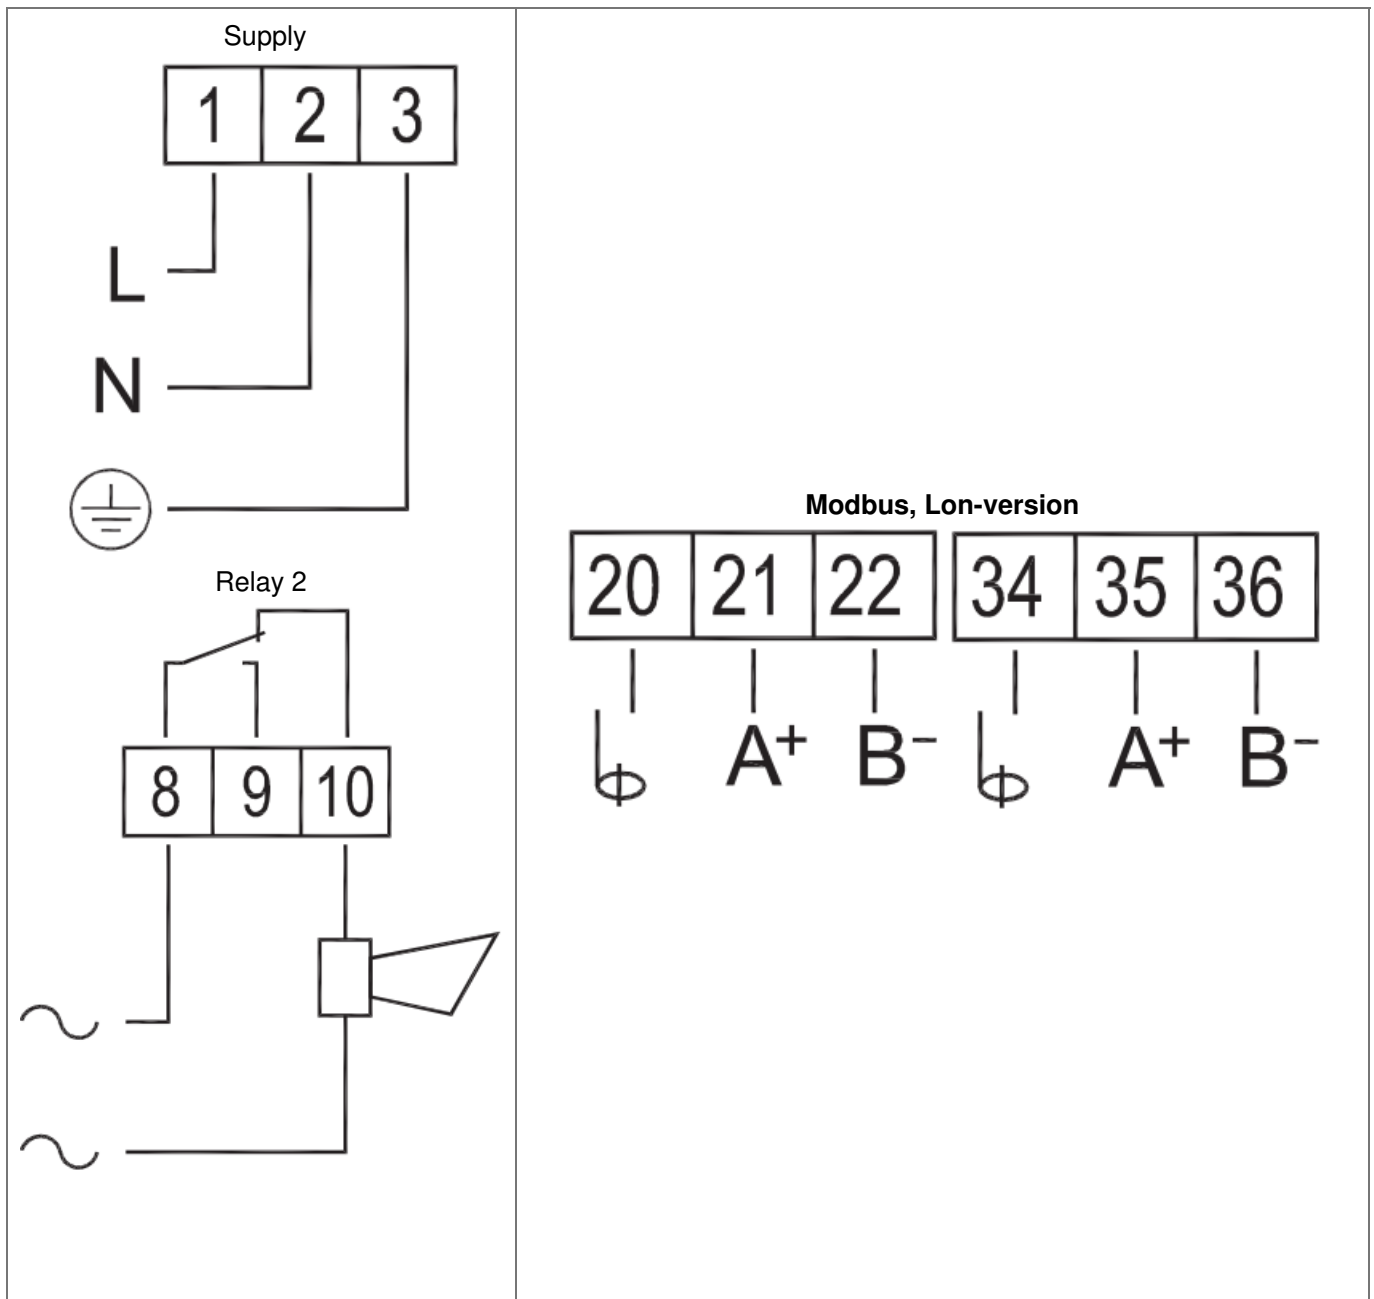 Supply
1 2 3
L
N
Relay 2
8 9 10
Modbus, Lon-version
20 21 22 34 35 36
A+ B– A+ B–